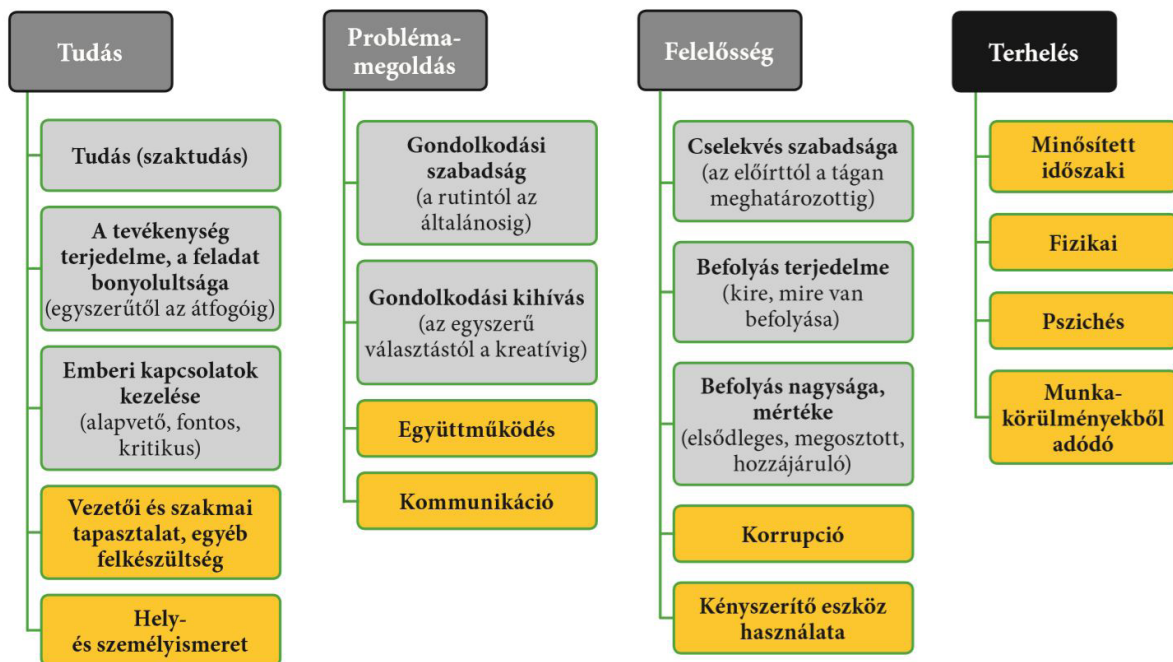 Tudás
Tudás (szaktudás)
A tevékenység
terjedelme, a feladat
bonyolultsága
(egyszerűtől az átfogóig)
Emberi kapcsolatok
kezelése
(alapvető, fontos,
kritikus)
Vezetői és szakmai
tapasztalat, egyéb
felkészültség
Hely-
és személyismeret
Probléma-
megoldás
Gondolkodási
szabadság
(a rutintól az
általánosig)
Gondolkodási kihívás
(az egyszerű
választástól a kreatívig)
Együttműködés
Kommunikáció
Felelősség
Cselekvés szabadsága
(az előírttól a tágan
meghatározottig)
Befolyás terjedelme
(kire, mire van
befolyása)
Befolyás nagysága,
mértéke
(elsődleges, megosztott,
hozzájáruló)
Korrupció
Kényszerítő eszköz
használata
Terhelés
Minősített
időszaki
Fizikai
Pszichés
Munka-
körülményekből
adódó